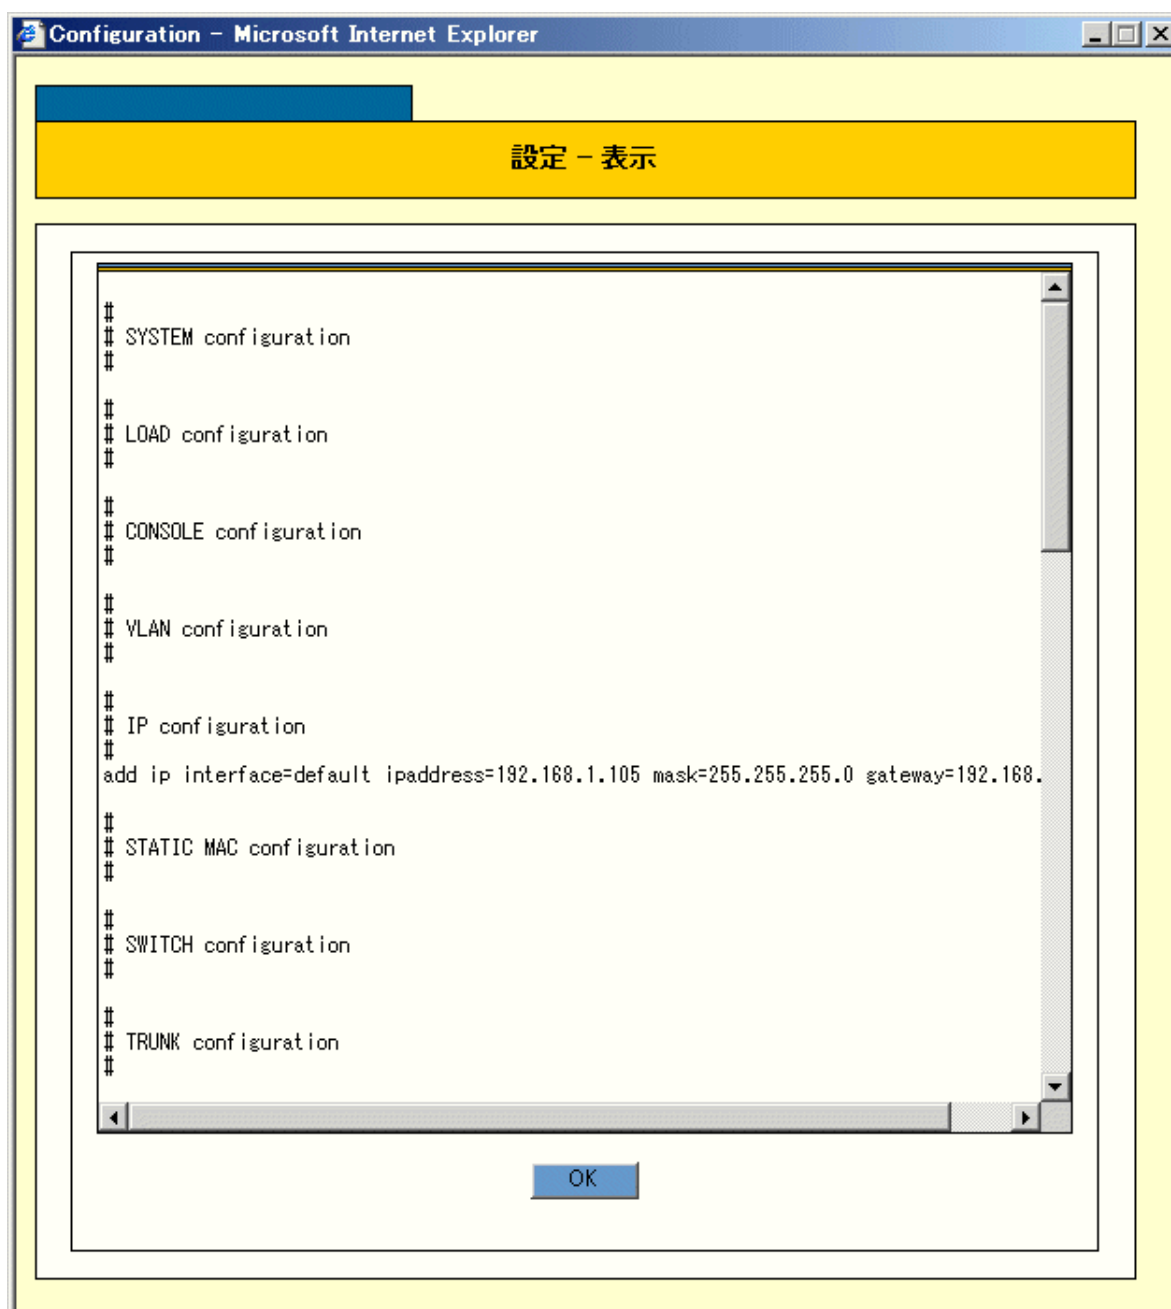 Configuration - Microsoft Internet Explorer
設定 - 表示
#
# SYSTEM configuration
#
#
# LOAD configuration
#
#
# CONSOLE configuration
#
#
# VLAN configuration
#
#
# IP configuration
#
add ip interface=default ipaddress=192.168.1.105 mask=255.255.255.0 gateway=192.168.
#
# STATIC MAC configuration
#
#
# SWITCH configuration
#
#
# TRUNK configuration
#
OK